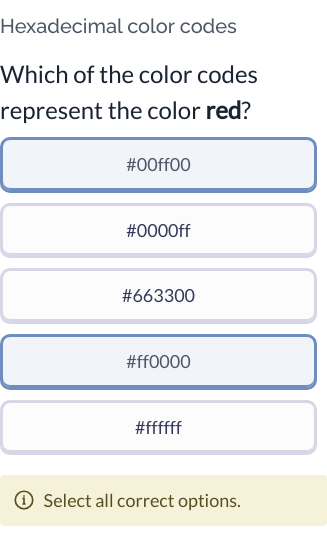 Hexadecimal color codes
Which of the color codes
represent the color red?
#00ff00
#0000ff
#663300
#ff0000
#ffffff
Select all correct options.